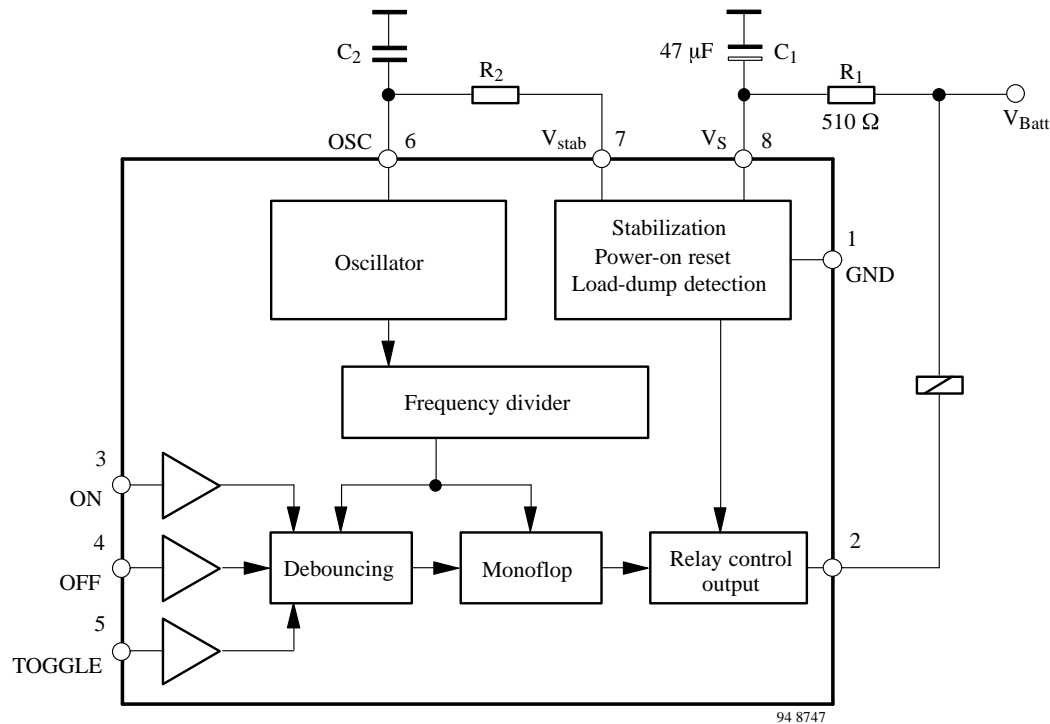 C2
47 μF
C1
R2
R1
510 Ω
VBatt
OSC
6
Vstab
7
VS
8
Oscillator
Stabilization
Power-on reset
Load-dump detection
1
GND
Frequency divider
3
ON
4
OFF
5
TOGGLE
Debouncing
Monoflop
Relay control
output
2
94 8747